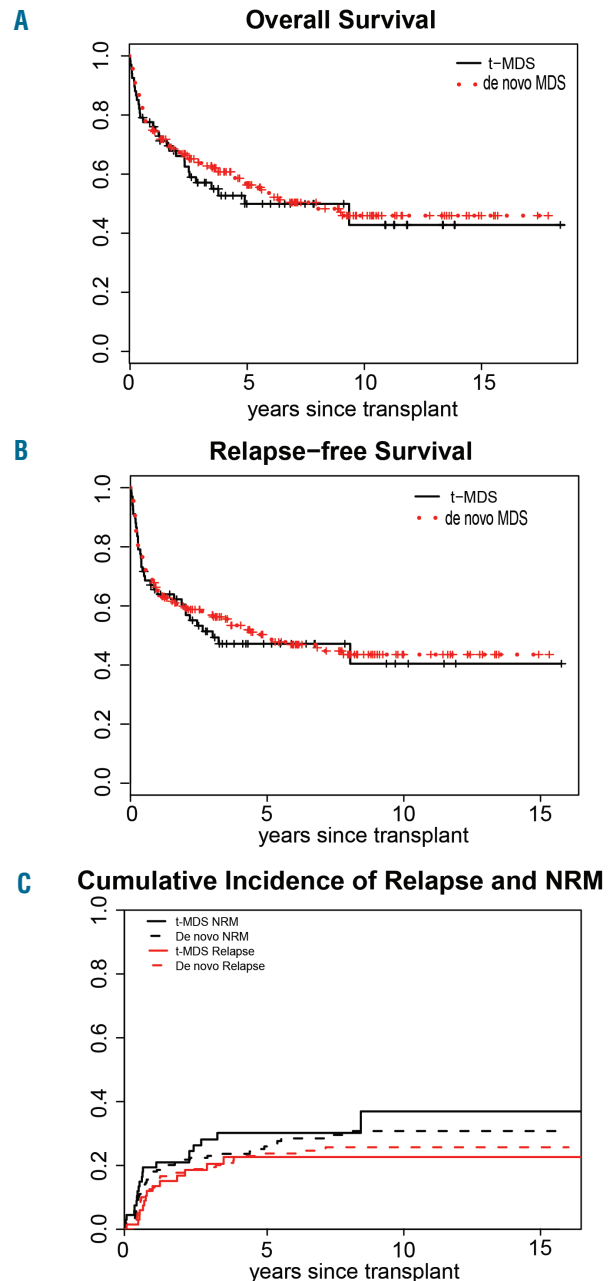 A
Overall Survival
t-MDS
de novo MDS
1.0
0.8
0.6
0.4
0.2
0.0
0 5 10 15
years since transplant
B
Relapse-free Survival
t-MDS
de novo MDS
1.0
0.8
0.6
0.4
0.2
0.0
0 5 10 15
years since transplant
C
Cumulative Incidence of Relapse and NRM
t-MDS NRM
De novo NRM
t-MDS Relapse
De novo Relapse
1.0
0.8
0.6
0.4
0.2
0.0
0 5 10 15
years since transplant